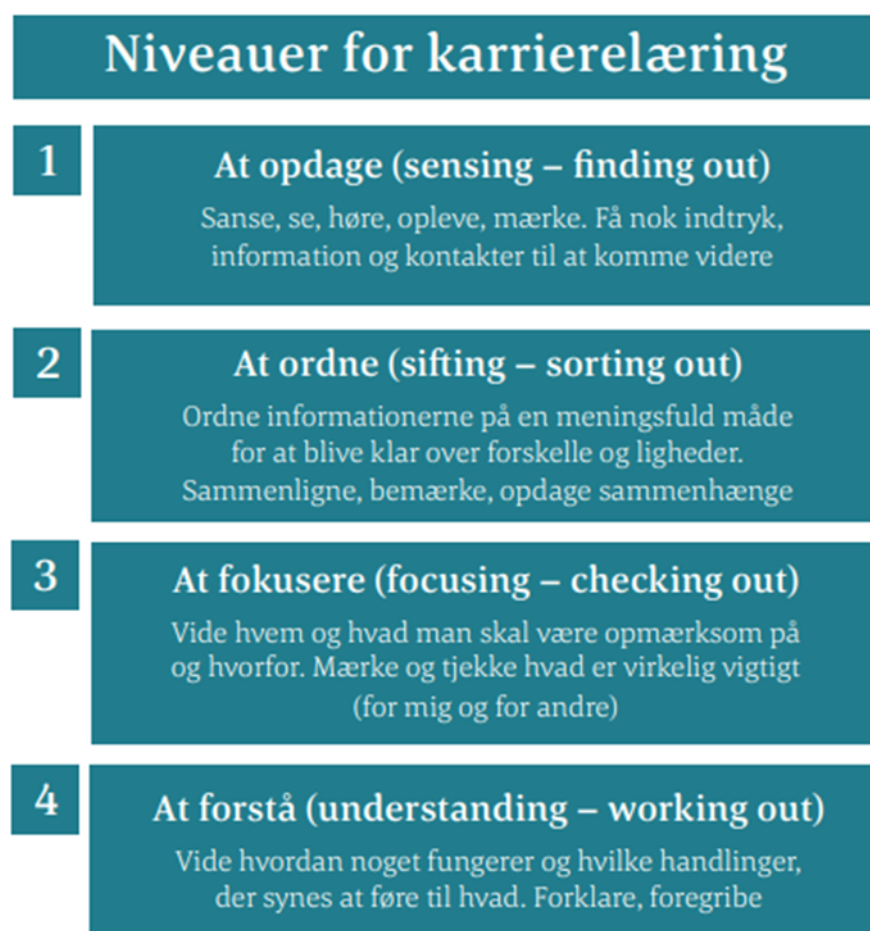 Niveauer for karrierelæring
1
At opdage (sensing – finding out)
Sanse, se, høre, opleve, mærke. Få nok indtryk,
information og kontakter til at komme videre
2
At ordne (sifting – sorting out)
Ordne informationerne på en meningsfuld måde
for at blive klar over forskelle og ligheder.
Sammenligne, bemærke, opdage sammenhænge
3
At fokusere (focusing – checking out)
Vide hvem og hvad man skal være opmærksom på
og hvorfor. Mærke og tjekke hvad er virkelig vigtigt
(for mig og for andre)
4
At forstå (understanding – working out)
Vide hvordan noget fungerer og hvilke handlinger,
der synes at føre til hvad. Forklare, foregribe